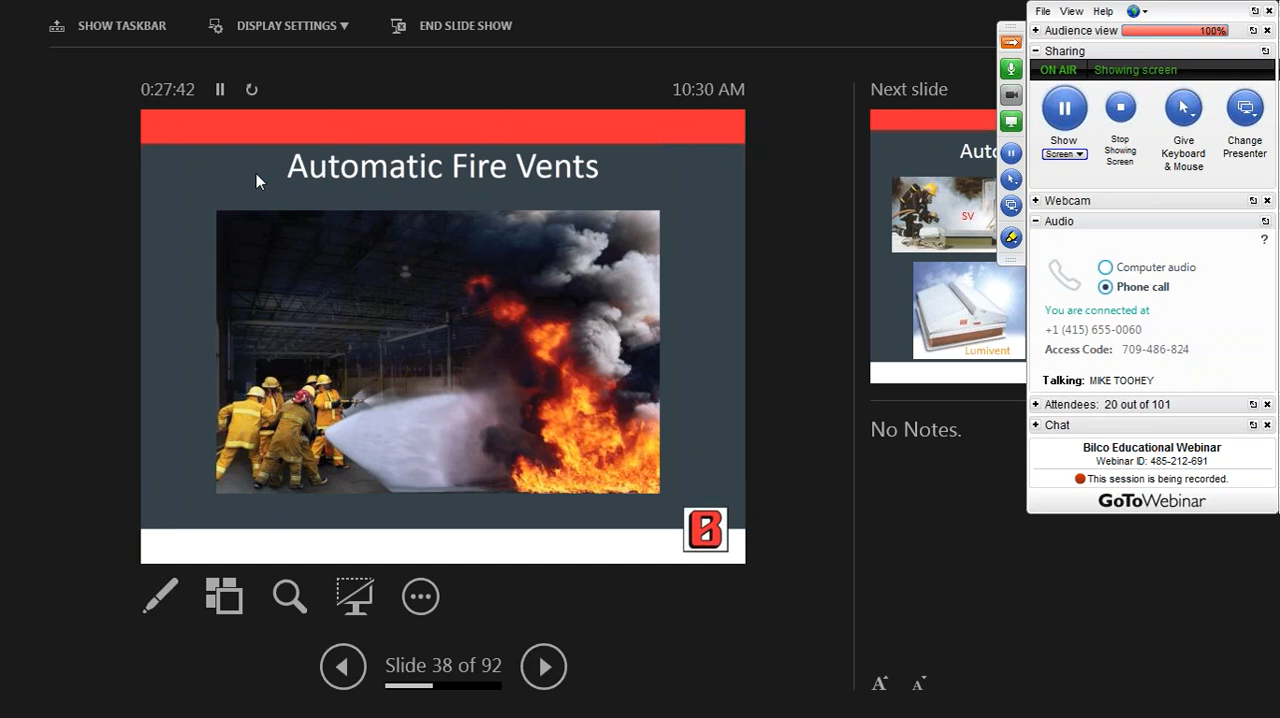 SHOW TASKBAR
DISPLAY SETTINGS ▼
END SLIDE SHOW
0:27:42
10:30 AM
Automatic Fire Vents
B
Slide 38 of 92
Next slide
SV
Lumivent
No Notes.
A
A
File View Help
Audience view
100%
Sharing
ON AIR
Showing screen
Show
Screen
Stop
Showing
Screen
Give
Keyboard
& Mouse
Change
Presenter
Webcam
Audio
?
Computer audio
Phone call
You are connected at
+1 (415) 655-0060
Access Code: 709-486-824
Talking: MIKE TOOHEY
Attendees: 20 out of 101
Chat
Bilco Educational Webinar
Webinar ID: 485-212-691
This session is being recorded.
GoToWebinar